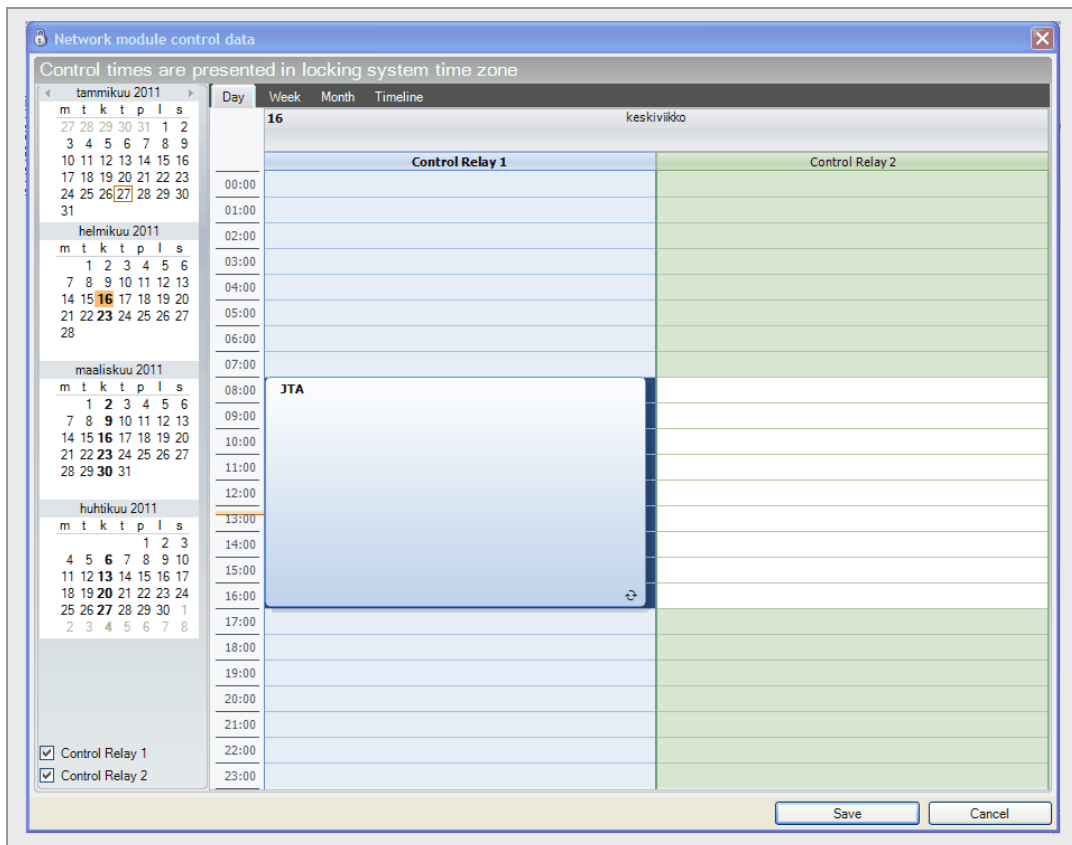 Network module control data
Control times are presented in locking system time zone
tammikuu 2011
m t k t p l s
27 28 29 30 31 1 2
3 4 5 6 7 8 9
10 11 12 13 14 15 16
17 18 19 20 21 22 23
24 25 26 27 28 29 30
31
helmikuu 2011
m t k t p l s
1 2 3 4 5 6
7 8 9 10 11 12 13
14 15 16 17 18 19 20
21 22 23 24 25 26 27
28
maaliskuu 2011
m t k t p l s
1 2 3 4 5 6
7 8 9 10 11 12 13
14 15 16 17 18 19 20
21 22 23 24 25 26 27
28 29 30 31
huhtikuu 2011
m t k t p l s
1 2 3
4 5 6 7 8 9 10
11 12 13 14 15 16 17
18 19 20 21 22 23 24
25 26 27 28 29 30 1
2 3 4 5 6 7 8
Control Relay 1
Control Relay 2
Day Week Month Timeline
16 keskiviikko
Control Relay 1 Control Relay 2
00:00
01:00
02:00
03:00
04:00
05:00
06:00
07:00
08:00 JTA
09:00
10:00
11:00
12:00
13:00
14:00
15:00
16:00
17:00
18:00
19:00
20:00
21:00
22:00
23:00
Save Cancel